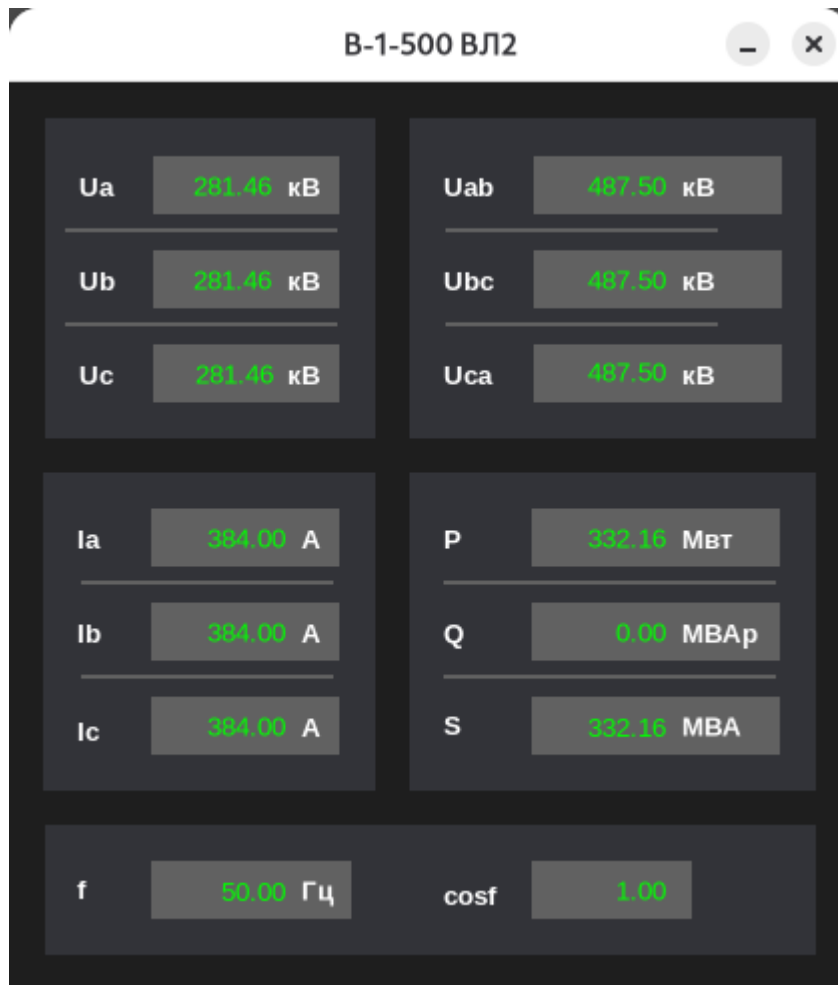 В-1-500 ВЛ2
Ua 281.46 кВ
Ub 281.46 кВ
Uc 281.46 кВ
Uab 487.50 кВ
Ubc 487.50 кВ
Uca 487.50 кВ
Ia 384.00 А
Ib 384.00 А
Ic 384.00 А
P 332.16 Мвт
Q 0.00 МВАр
S 332.16 МВА
f 50.00 Гц
cosf 1.00